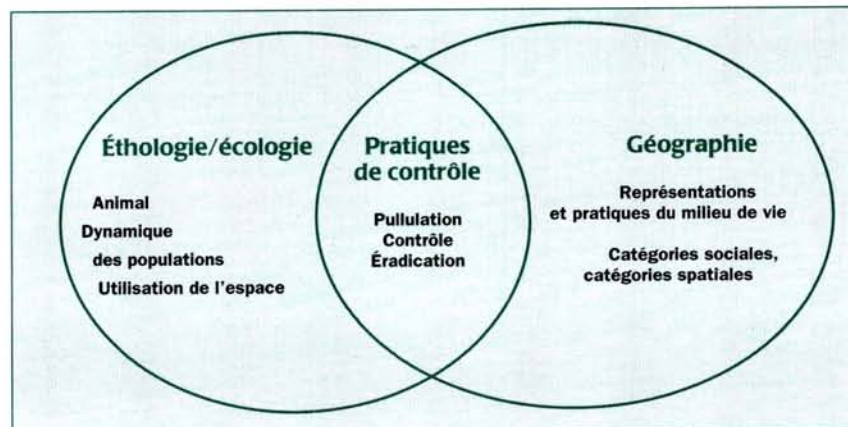 Éthologie/écologie
Animal
Dynamique
des populations
Utilisation de l'espace
Pratiques
de contrôle
Pullulation
Contrôle
Éradication
Géographie
Représentations
et pratiques du milieu de vie
Catégories sociales,
catégories spatiales